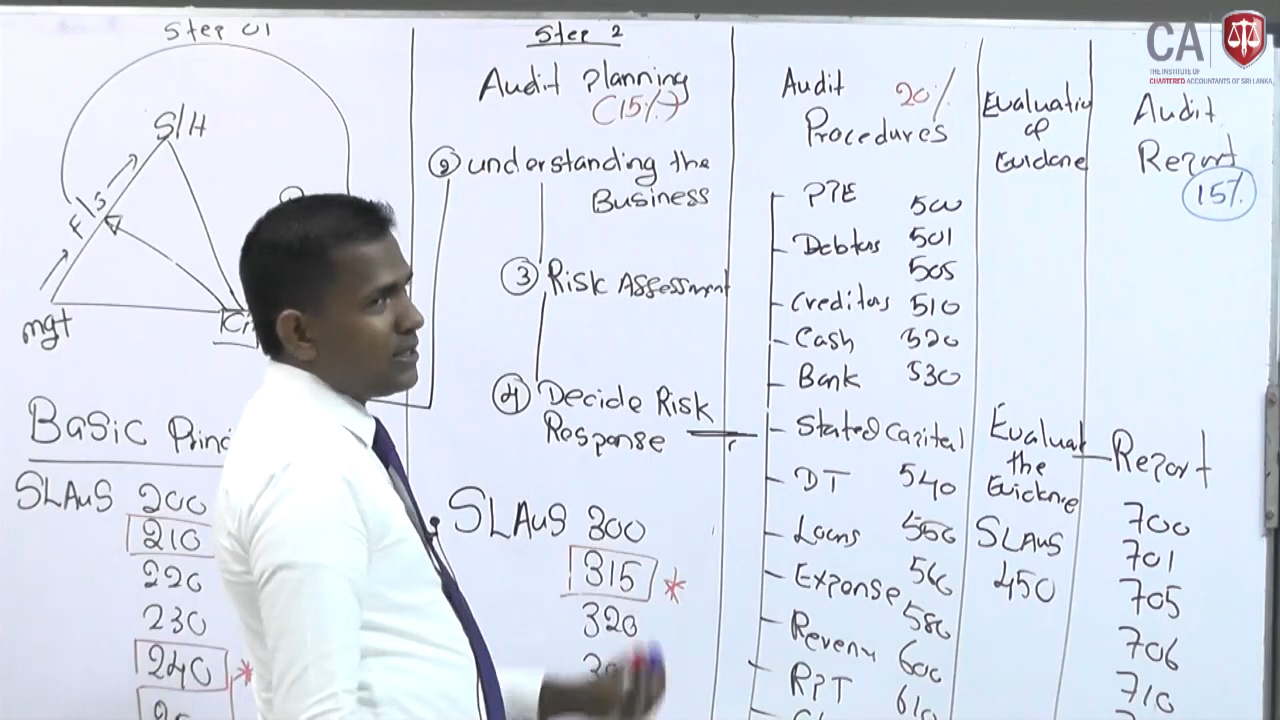 CA
THE INSTITUTE OF
CHARTERED ACCOUNTANTS OF SRI LANKA
Step 01
S/H
F/S
mgt
Basic
SLAuS 200
210
220
230
240 *
Step 2
Audit planning
(15%)
② understanding the
Business
③ Risk Assessment
④ Decide Risk
Response
SLAuS 300
315 *
320
Audit 20%
Procedures
PPE 500
Debtors 501
505
Creditors 510
Cash 520
Bank 530
Stated Capital
DT 540
Loans 550
Expense 560
580
Revenu 600
RPT 610
Evaluatio
of
Evidence
Evaluat
the
Evidence
SLAuS
450
Audit
Report
15%
Report
700
701
705
706
710